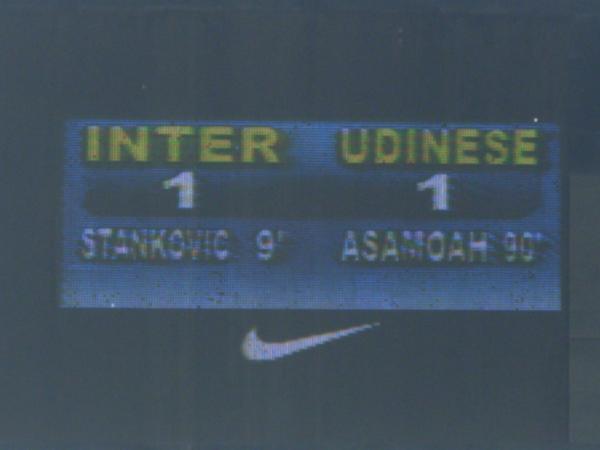 INTER UDINESE
1 1
STANKOVIC 9' ASAMOAH 90'